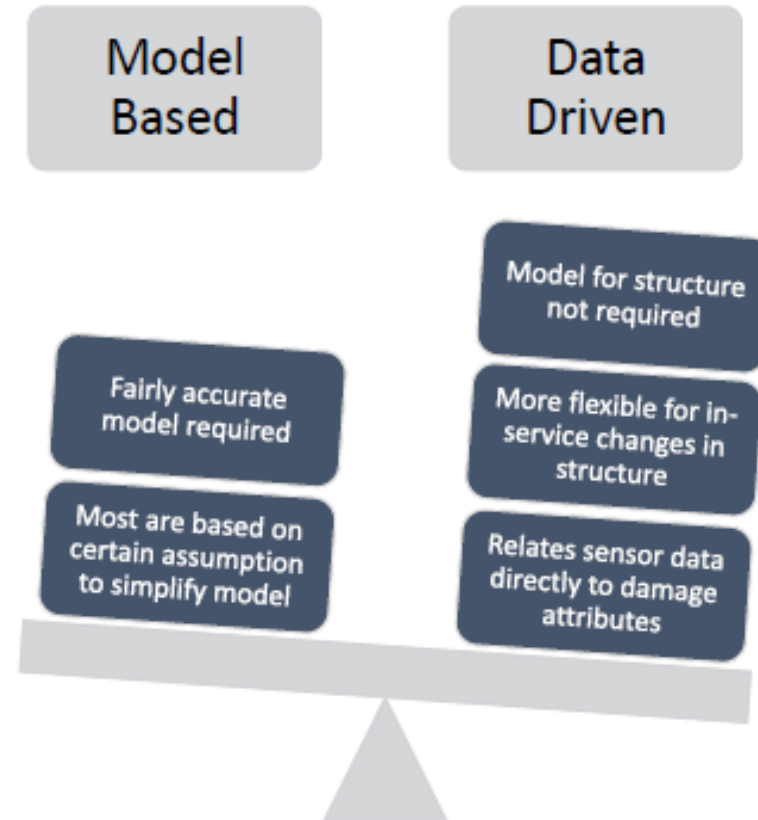 Model
Based
Data
Driven
Fairly accurate
model required
Most are based on
certain assumption
to simplify model
Model for structure
not required
More flexible for in-
service changes in
structure
Relates sensor data
directly to damage
attributes